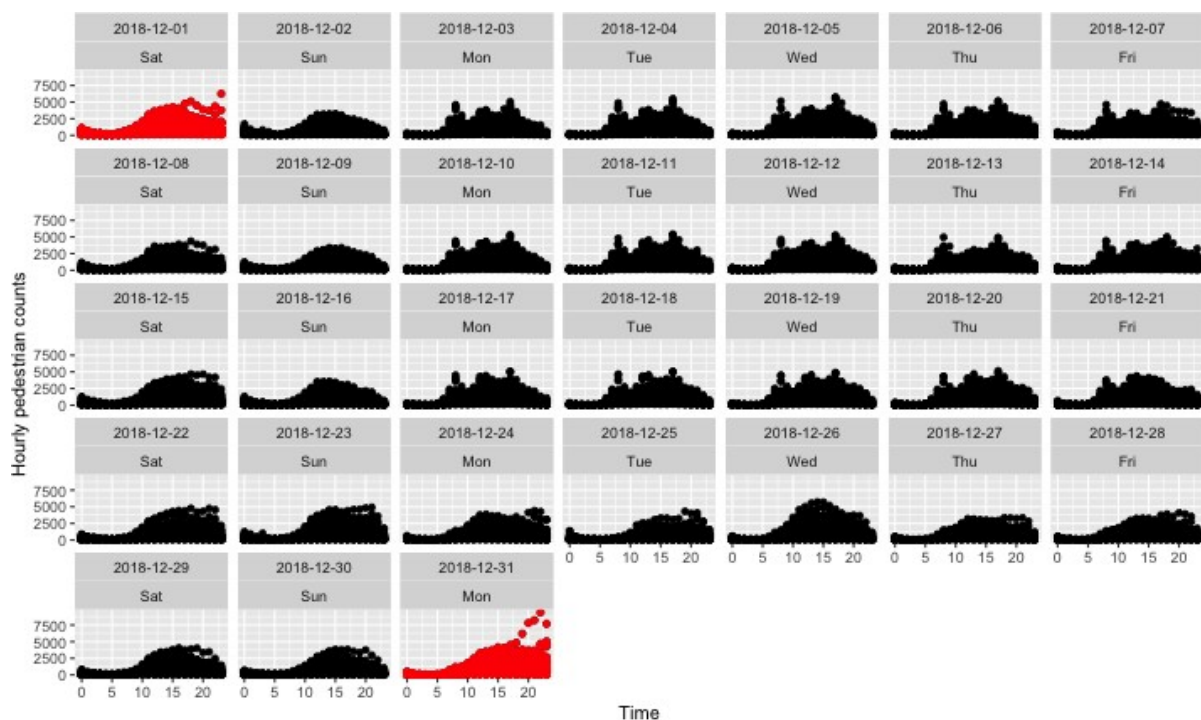 2018-12-01 2018-12-02 2018-12-03 2018-12-04 2018-12-05 2018-12-06 2018-12-07
Sat Sun Mon Tue Wed Thu Fri
7500
5000
2500
0
2018-12-08 2018-12-09 2018-12-10 2018-12-11 2018-12-12 2018-12-13 2018-12-14
Sat Sun Mon Tue Wed Thu Fri
7500
5000
2500
0
2018-12-15 2018-12-16 2018-12-17 2018-12-18 2018-12-19 2018-12-20 2018-12-21
Sat Sun Mon Tue Wed Thu Fri
7500
5000
2500
0
Hourly pedestrian counts
2018-12-22 2018-12-23 2018-12-24 2018-12-25 2018-12-26 2018-12-27 2018-12-28
Sat Sun Mon Tue Wed Thu Fri
7500
5000
2500
0
0 5 10 15 20 0 5 10 15 20 0 5 10 15 20 0 5 10 15 20
2018-12-29 2018-12-30 2018-12-31
Sat Sun Mon
7500
5000
2500
0
0 5 10 15 20 0 5 10 15 20 0 5 10 15 20
Time